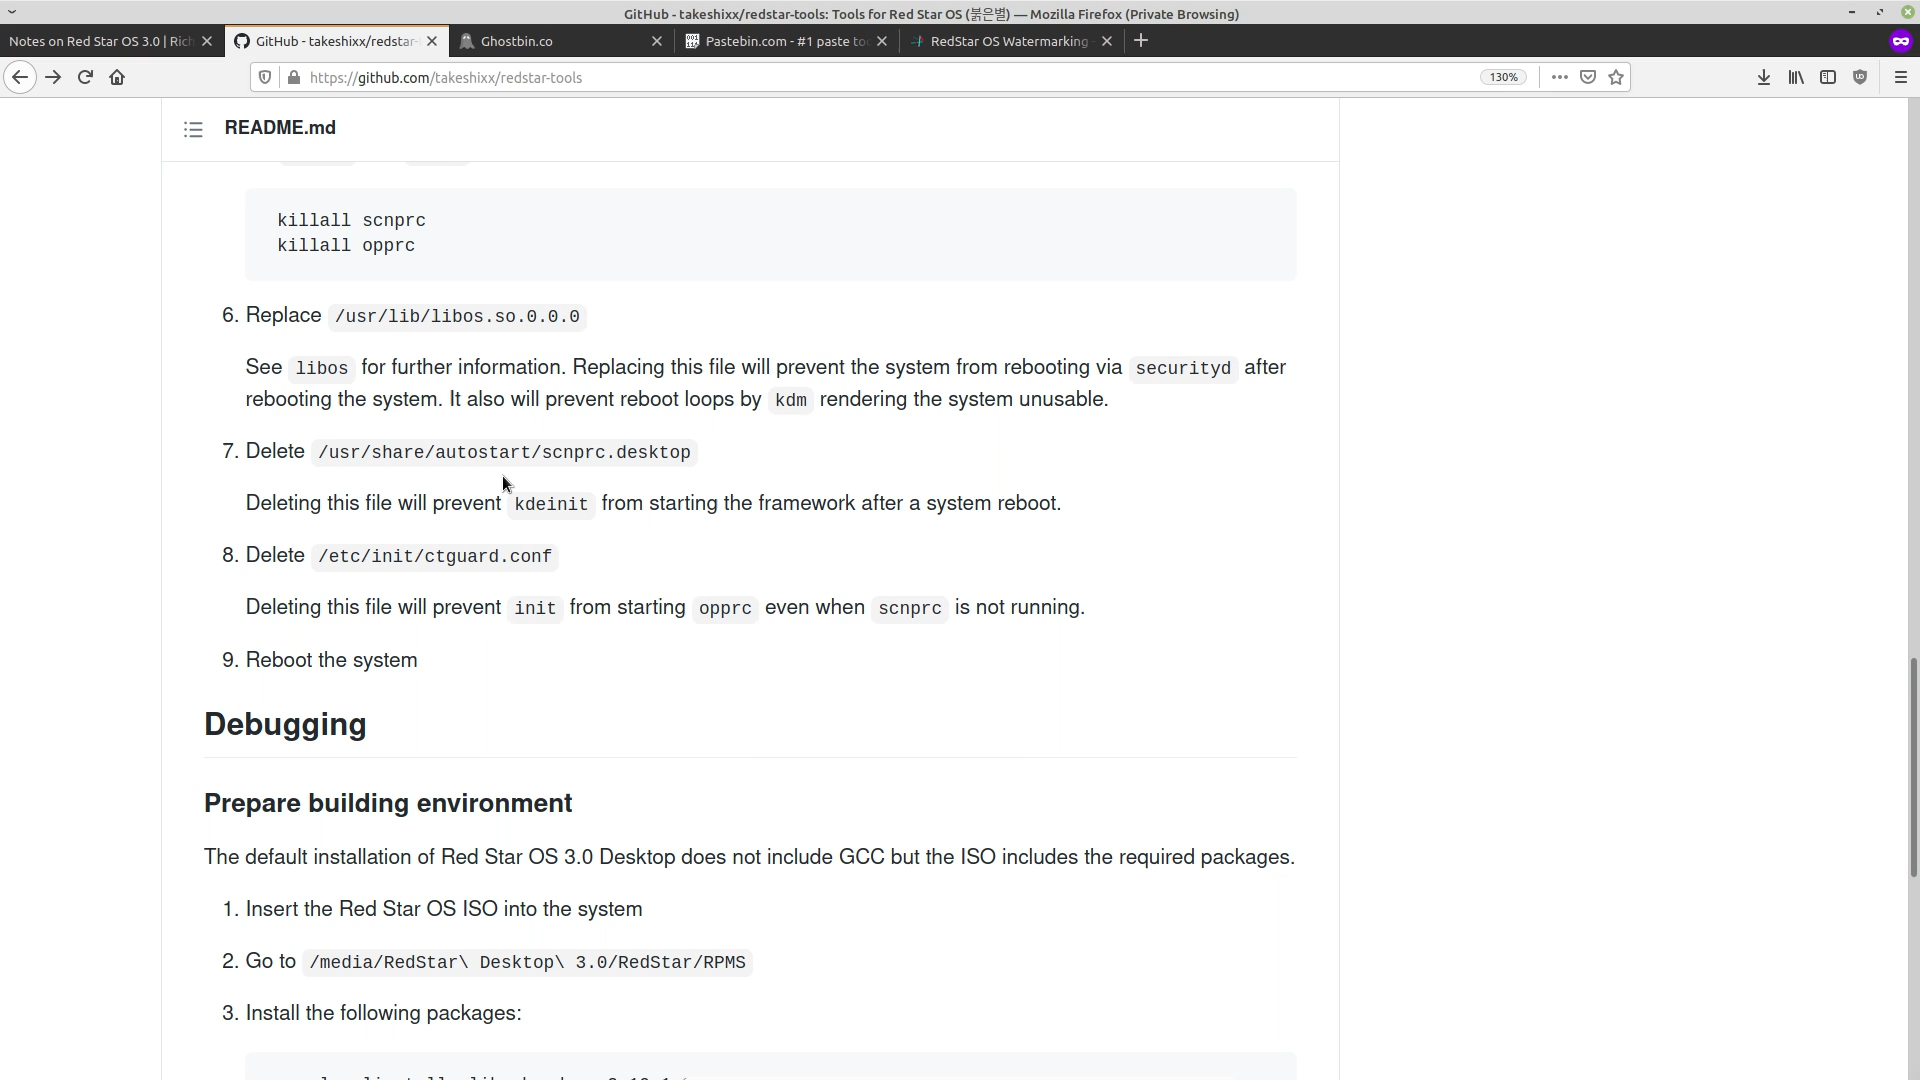 GitHub - takeshixx/redstar-tools: Tools for Red Star OS (붉은별) — Mozilla Firefox (Private Browsing)
Notes on Red Star OS 3.0 | Rich
GitHub - takeshixx/redstar-
Ghostbin.co
Pastebin.com - #1 paste to
RedStar OS Watermarking
https://github.com/takeshixx/redstar-tools
130%
README.md
killall scnprc
killall opprc
6. Replace /usr/lib/libos.so.0.0.0
See libos for further information. Replacing this file will prevent the system from rebooting via securityd after
rebooting the system. It also will prevent reboot loops by kdm rendering the system unusable.
7. Delete /usr/share/autostart/scnprc.desktop
Deleting this file will prevent kdeinit from starting the framework after a system reboot.
8. Delete /etc/init/ctguard.conf
Deleting this file will prevent init from starting opprc even when scnprc is not running.
9. Reboot the system
Debugging
Prepare building environment
The default installation of Red Star OS 3.0 Desktop does not include GCC but the ISO includes the required packages.
1. Insert the Red Star OS ISO into the system
2. Go to /media/RedStar\ Desktop\ 3.0/RedStar/RPMS
3. Install the following packages: